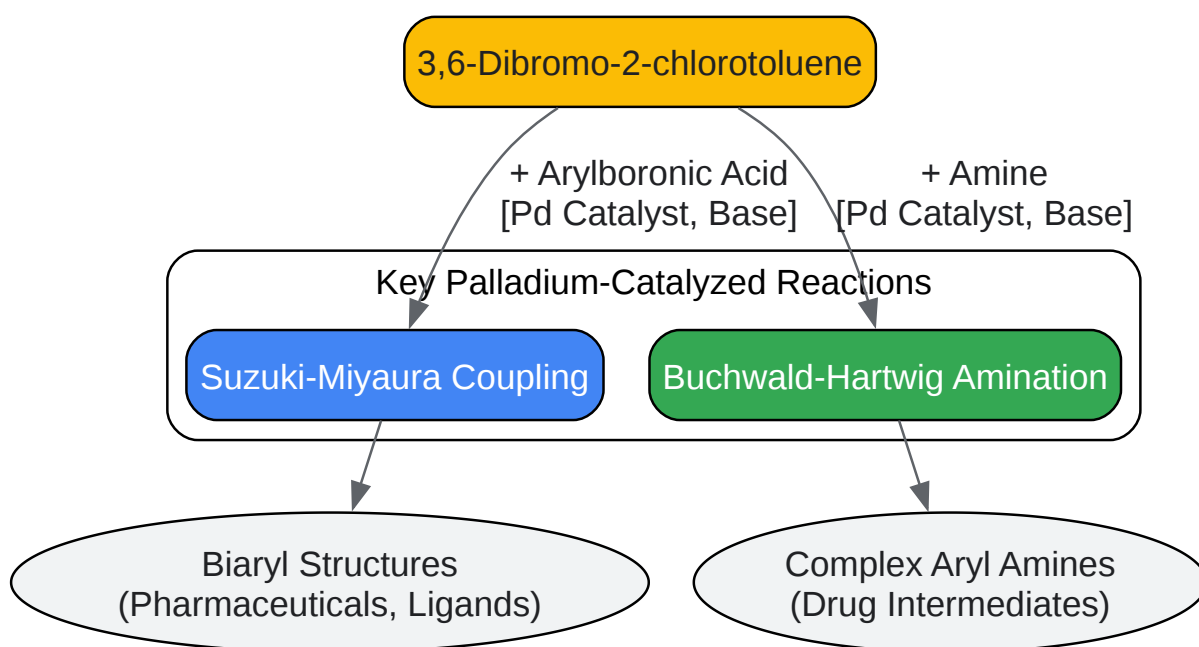 3,6-Dibromo-2-chlorotoluene
+ Arylboronic Acid
[Pd Catalyst, Base]
+ Amine
[Pd Catalyst, Base]
Key Palladium-Catalyzed Reactions
Suzuki-Miyaura Coupling
Buchwald-Hartwig Amination
Biaryl Structures
(Pharmaceuticals, Ligands)
Complex Aryl Amines
(Drug Intermediates)